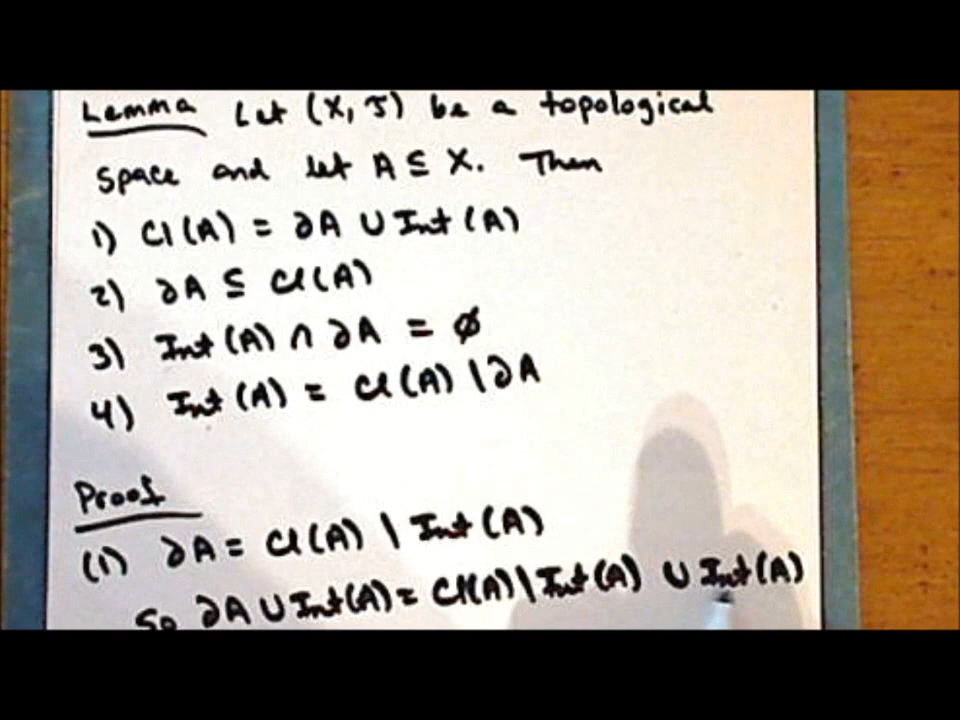 Lemma Let (X, J) be a topological
space and let A ⊆ X. Then
1) Cl(A) = ∂A ∪ Int(A)
2) ∂A ⊆ Cl(A)
3) Int(A) ∩ ∂A = ∅
4) Int(A) = Cl(A) \ ∂A
Proof
(1) ∂A = Cl(A) \ Int(A)
So ∂A ∪ Int(A) = Cl(A) \ Int(A) ∪ Int(A)